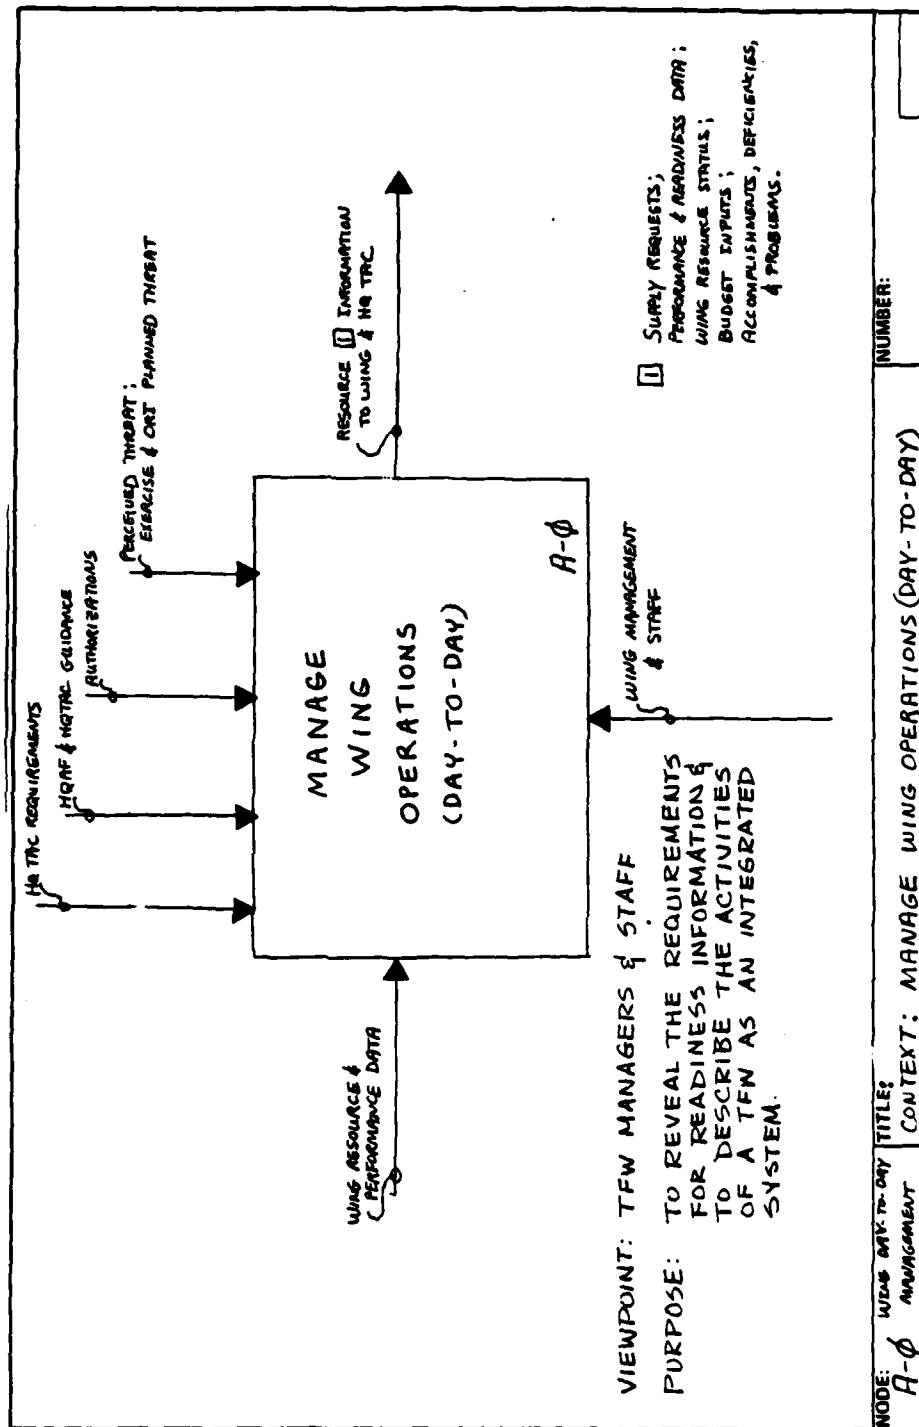 HQ TAC REQUIREMENTS
HQAF & HQTAC GUIDANCE
AUTHORIZATIONS
PERCEIVED THREAT;
EXERCISE & ORI PLANNED THREAT
WING RESOURCE &
PERFORMANCE DATA
MANAGE
WING
OPERATIONS
(DAY-TO-DAY)
A-Ø
RESOURCE [1] INFORMATION
TO WING & HQ TAC
WING MANAGEMENT
& STAFF
[1] SUPPLY REQUESTS;
PERFORMANCE & READINESS DATA;
WING RESOURCE STATUS;
BUDGET INPUTS;
ACCOMPLISHMENTS, DEFICIENCIES,
& PROBLEMS.
VIEWPOINT: TFW MANAGERS & STAFF
PURPOSE: TO REVEAL THE REQUIREMENTS
FOR READINESS INFORMATION &
TO DESCRIBE THE ACTIVITIES
OF A TFW AS AN INTEGRATED
SYSTEM.
NODE: WING DAY-TO-DAY
A-Ø MANAGEMENT
TITLE:
CONTEXT: MANAGE WING OPERATIONS (DAY-TO-DAY)
NUMBER: